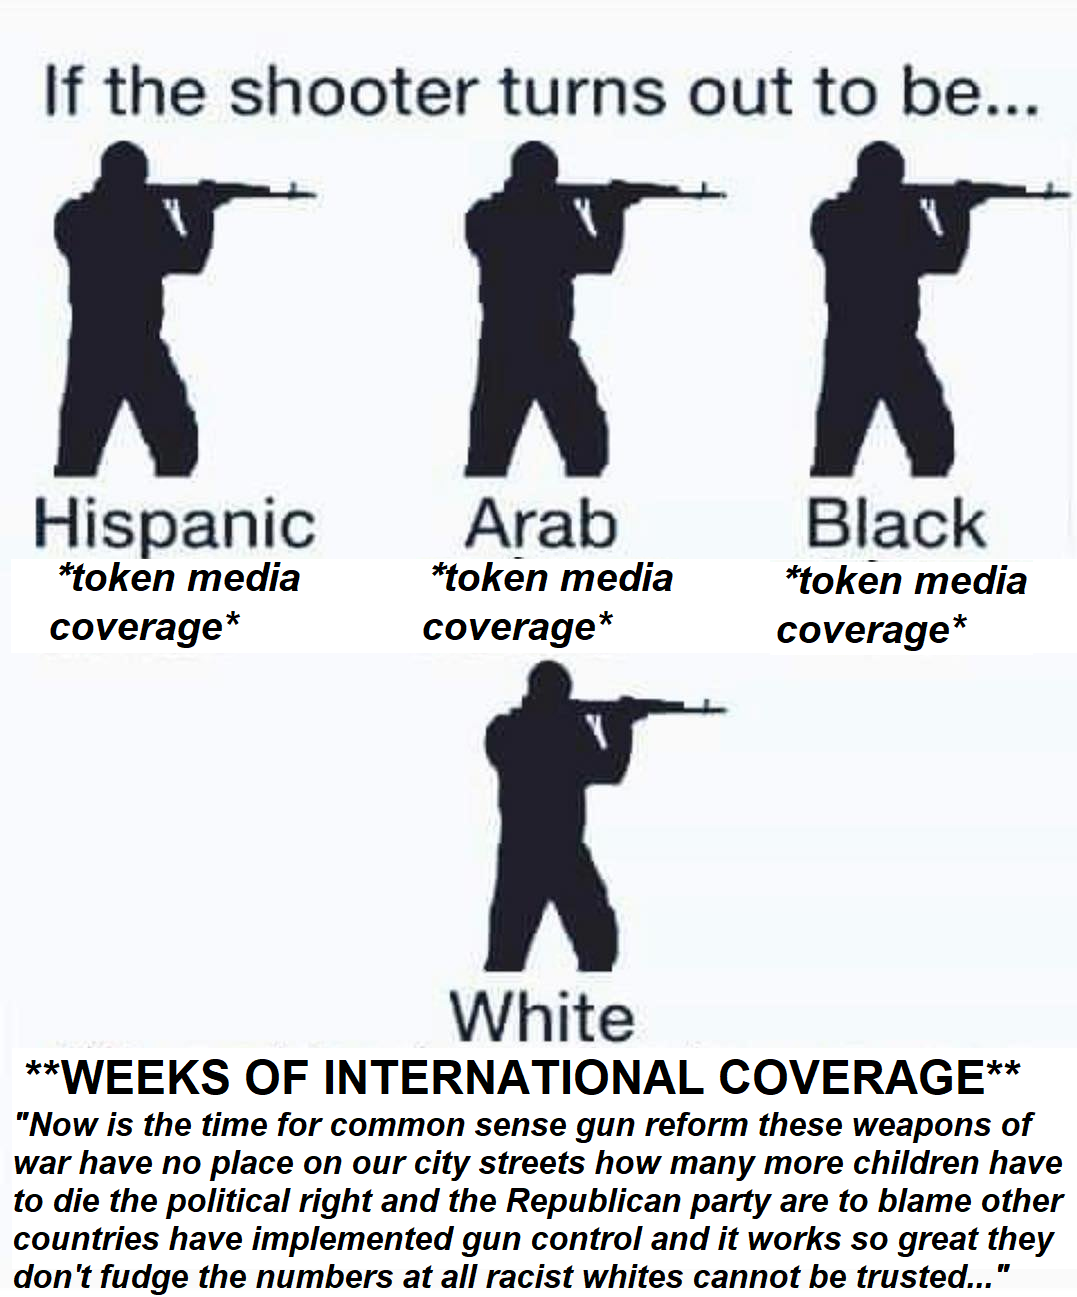 If the shooter turns out to be...
Hispanic Arab Black
*token media *token media *token media
coverage* coverage* coverage*
White
**WEEKS OF INTERNATIONAL COVERAGE**
"Now is the time for common sense gun reform these weapons of
war have no place on our city streets how many more children have
to die the political right and the Republican party are to blame other
countries have implemented gun control and it works so great they
don't fudge the numbers at all racist whites cannot be trusted..."